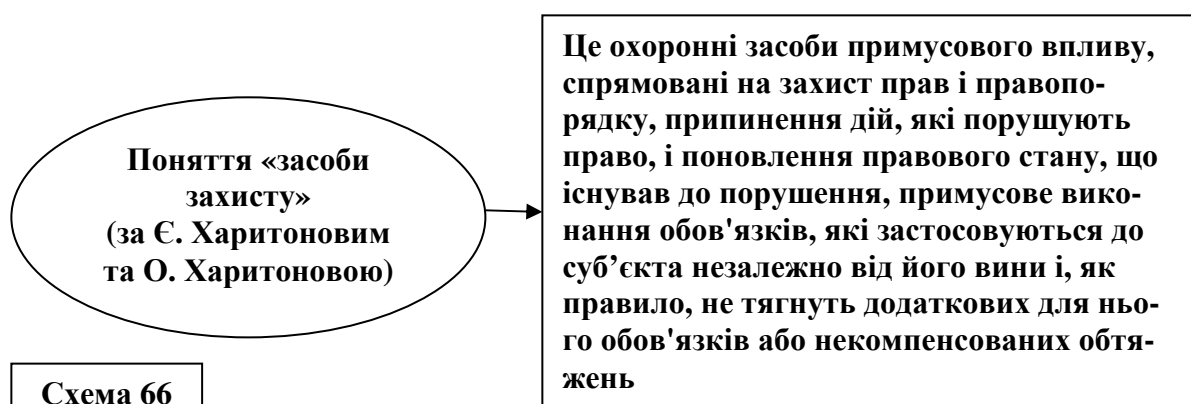 Поняття «засоби
захисту»
(за Є. Харитоновим
та О. Харитоновою)
Це охоронні засоби примусового впливу,
спрямовані на захист прав і правопо-
рядку, припинення дій, які порушують
право, і поновлення правового стану, що
існував до порушення, примусове вико-
нання обов'язків, які застосовуються до
суб’єкта незалежно від його вини і, як
правило, не тягнуть додаткових для ньо-
го обов'язків або некомпенсованих обтя-
жень
Схема 66